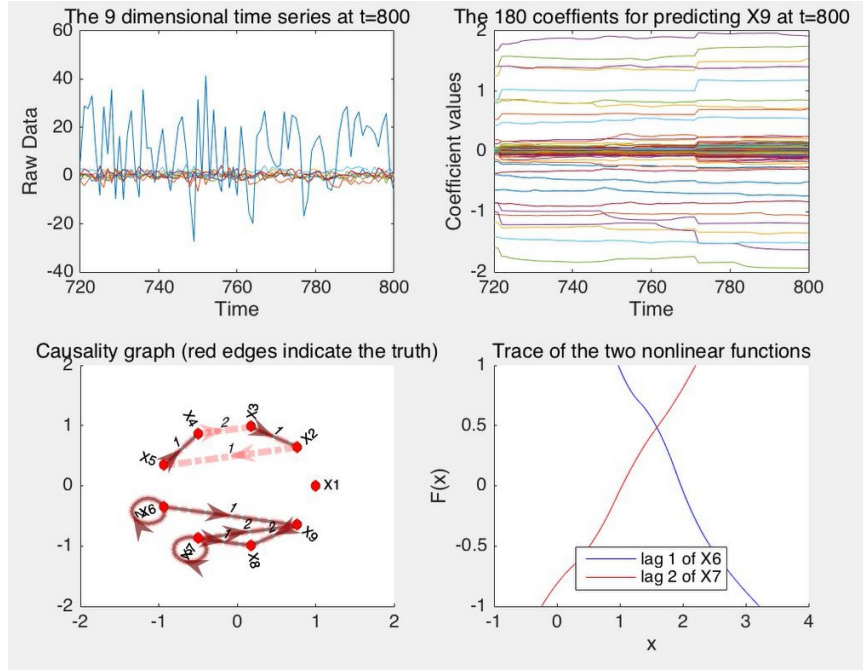 The 9 dimensional time series at t=800
60
40
20
0
-20
-40
Raw Data
720 740 760 780 800
Time
The 180 coeffients for predicting X9 at t=800
2
1
0
-1
-2
Coefficient values
720 740 760 780 800
Time
Causality graph (red edges indicate the truth)
2
1
0
-1
-2
-2 -1 0 1 2
X4
2
X3
1
X2
1
X5
1
X1
X6
1
2
2
1
X9
X8
Trace of the two nonlinear functions
1
0.5
0
-0.5
-1
F(x)
lag 1 of X6
lag 2 of X7
-1 0 1 2 3 4
x